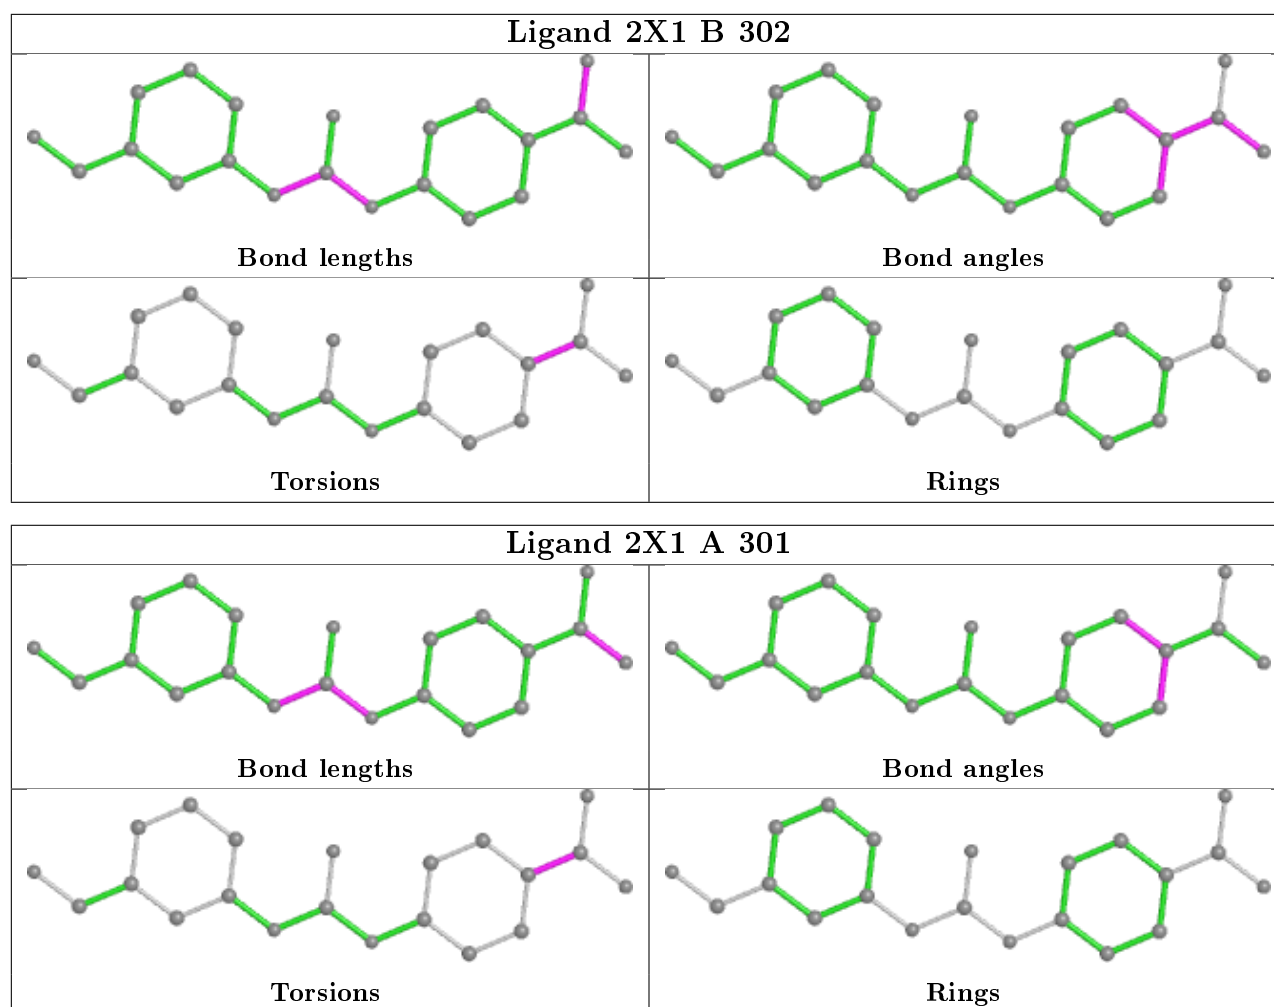 Ligand 2X1 B 302
Bond lengths
Bond angles
Torsions
Rings
Ligand 2X1 A 301
Bond lengths
Bond angles
Torsions
Rings